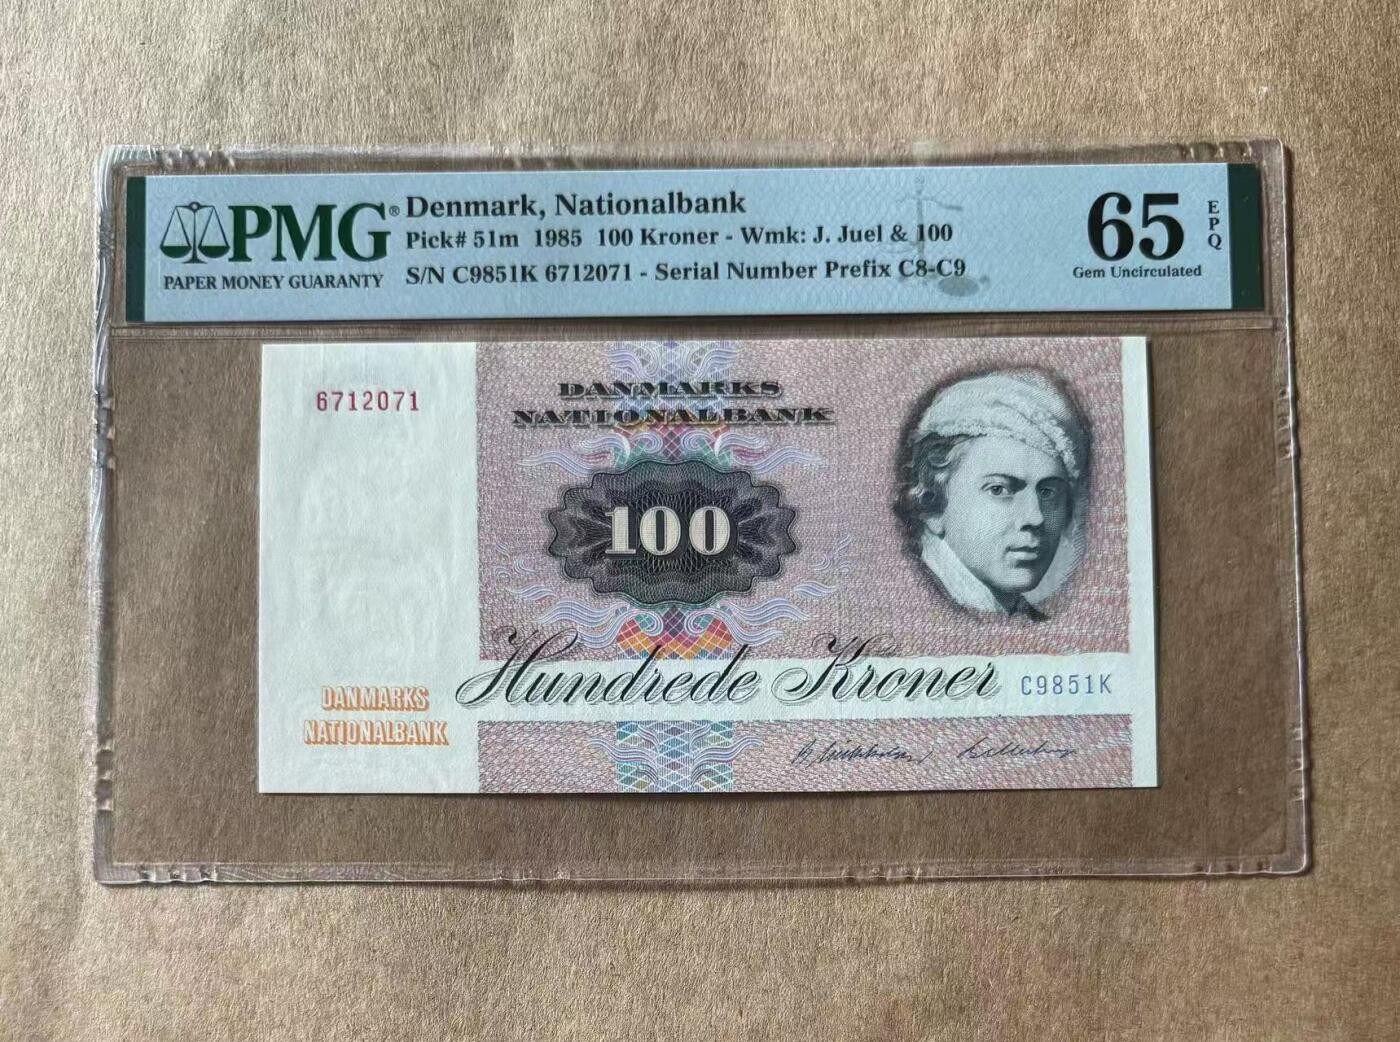 PMG®
PAPER MONEY GUARANTY
Denmark, Nationalbank
Pick# 51m 1985 100 Kroner - Wmk: J. Juel & 100
S/N C9851K 6712071 - Serial Number Prefix C8-C9
65
EPQ
Gem Uncirculated
6712071
DANMARKS
NATIONALBANK
100
Hundrede Kroner
C9851K
DANMARKS
NATIONALBANK